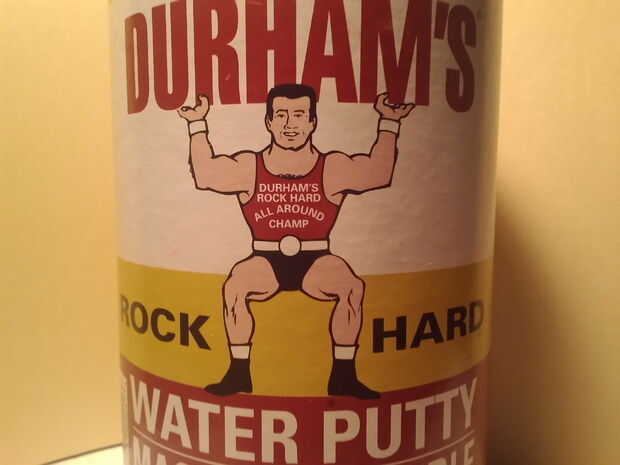 DURHAM'S
DURHAM'S
ROCK HARD
ALL AROUND
CHAMP
ROCK HARD
WATER PUTTY